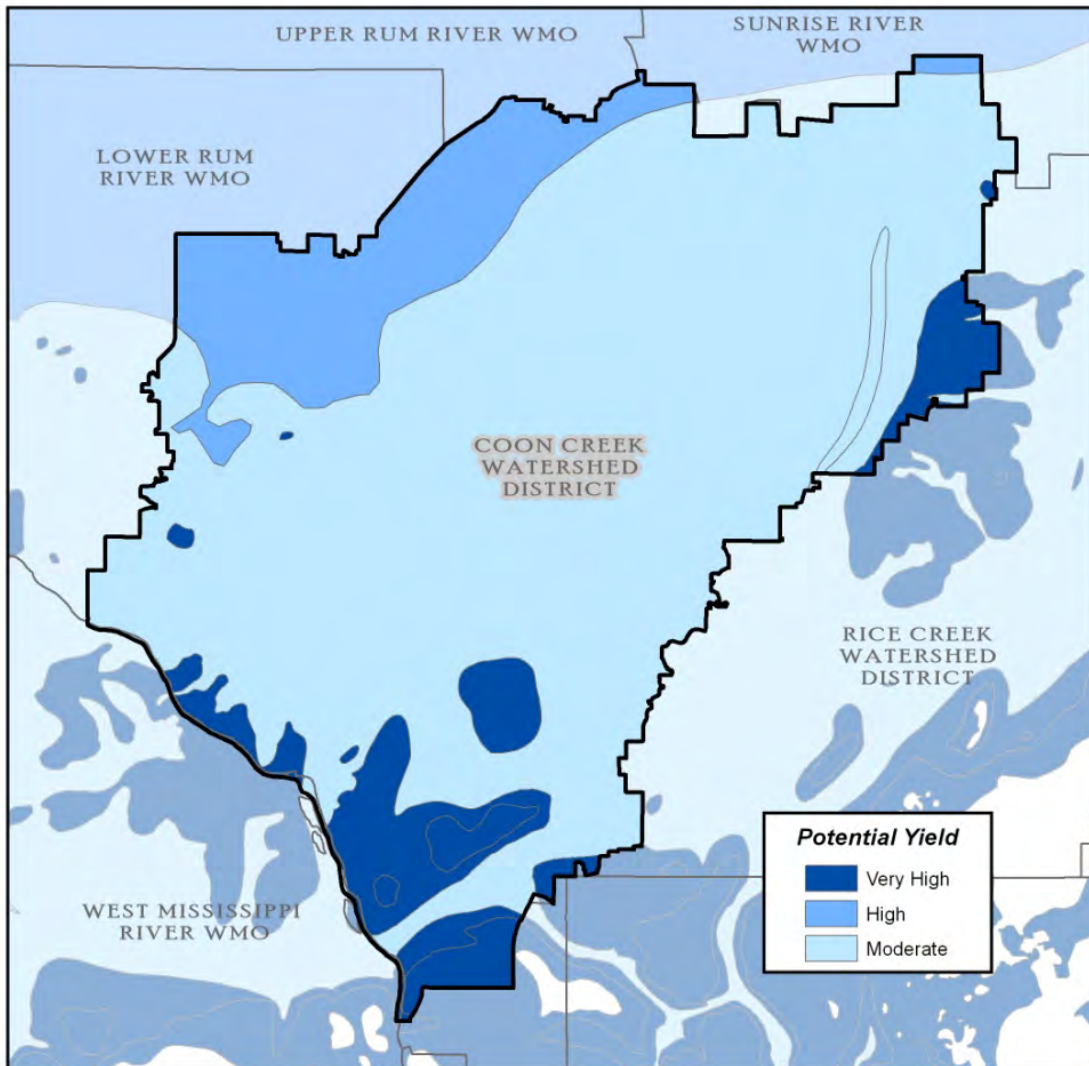 UPPER RUM RIVER WMO
SUNRISE RIVER
WMO
LOWER RUM
RIVER WMO
COON CREEK
WATERSHED
DISTRICT
RICE CREEK
WATERSHED
DISTRICT
WEST MISSISSIPPI
RIVER WMO
Potential Yield
Very High
High
Moderate